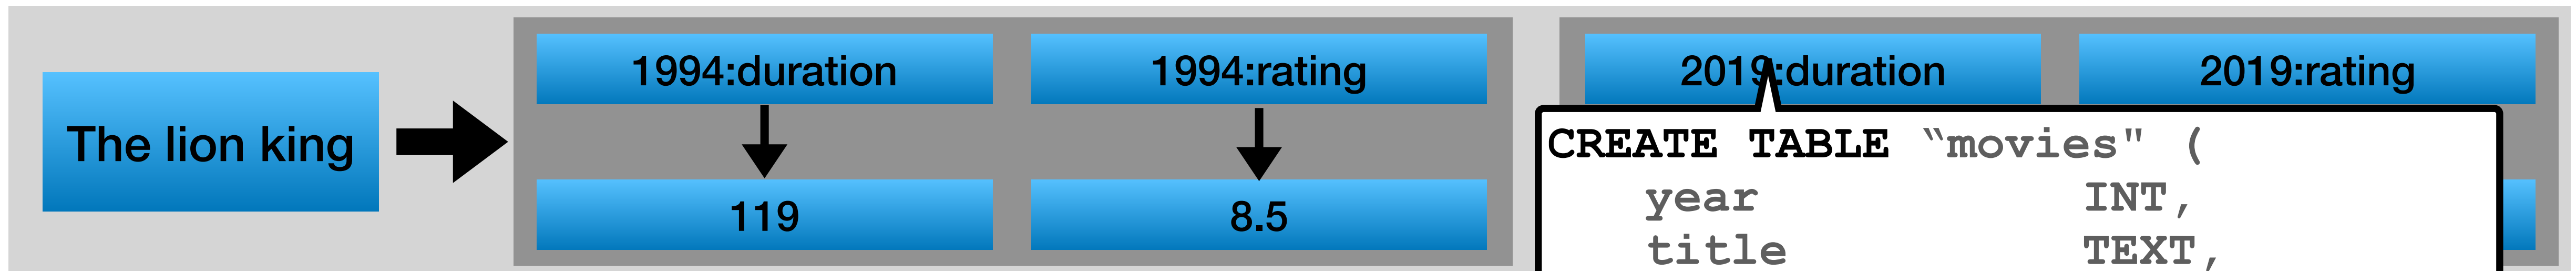 The lion king
1994:duration
1994:rating
119
8.5
2019:duration
2019:rating
CREATE TABLE “movies" (
year INT,
title TEXT,